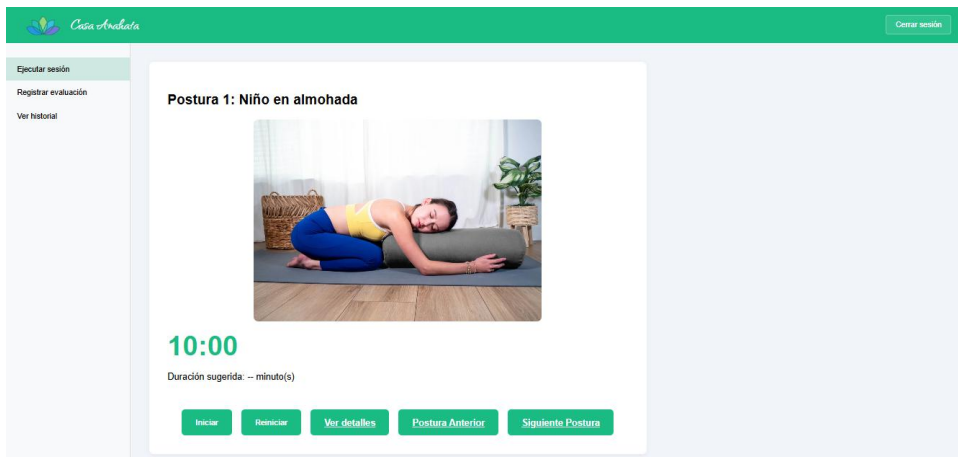 Casa Anahata
Cerrar sesión
Ejecutar sesión
Registrar evaluación
Ver historial
Postura 1: Niño en almohada
10:00
Duración sugerida: -- minuto(s)
Iniciar
Reiniciar
Ver detalles
Postura Anterior
Siguiente Postura